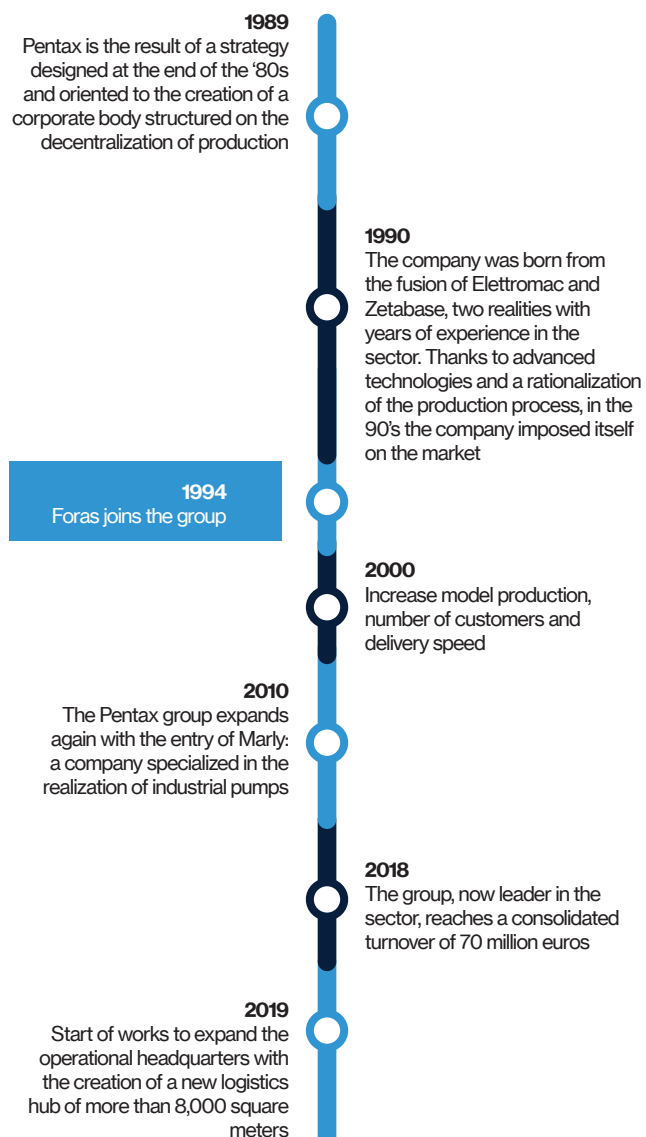 1989
Pentax is the result of a strategy
designed at the end of the ‘80s
and oriented to the creation of a
corporate body structured on the
decentralization of production
1990
The company was born from
the fusion of Elettromac and
Zetabase, two realities with
years of experience in the
sector. Thanks to advanced
technologies and a rationalization
of the production process, in the
90’s the company imposed itself
on the market
1994
Foras joins the group
2000
Increase model production,
number of customers and
delivery speed
2010
The Pentax group expands
again with the entry of Marly:
a company specialized in the
realization of industrial pumps
2018
The group, now leader in the
sector, reaches a consolidated
turnover of 70 million euros
2019
Start of works to expand the
operational headquarters with
the creation of a new logistics
hub of more than 8,000 square
meters